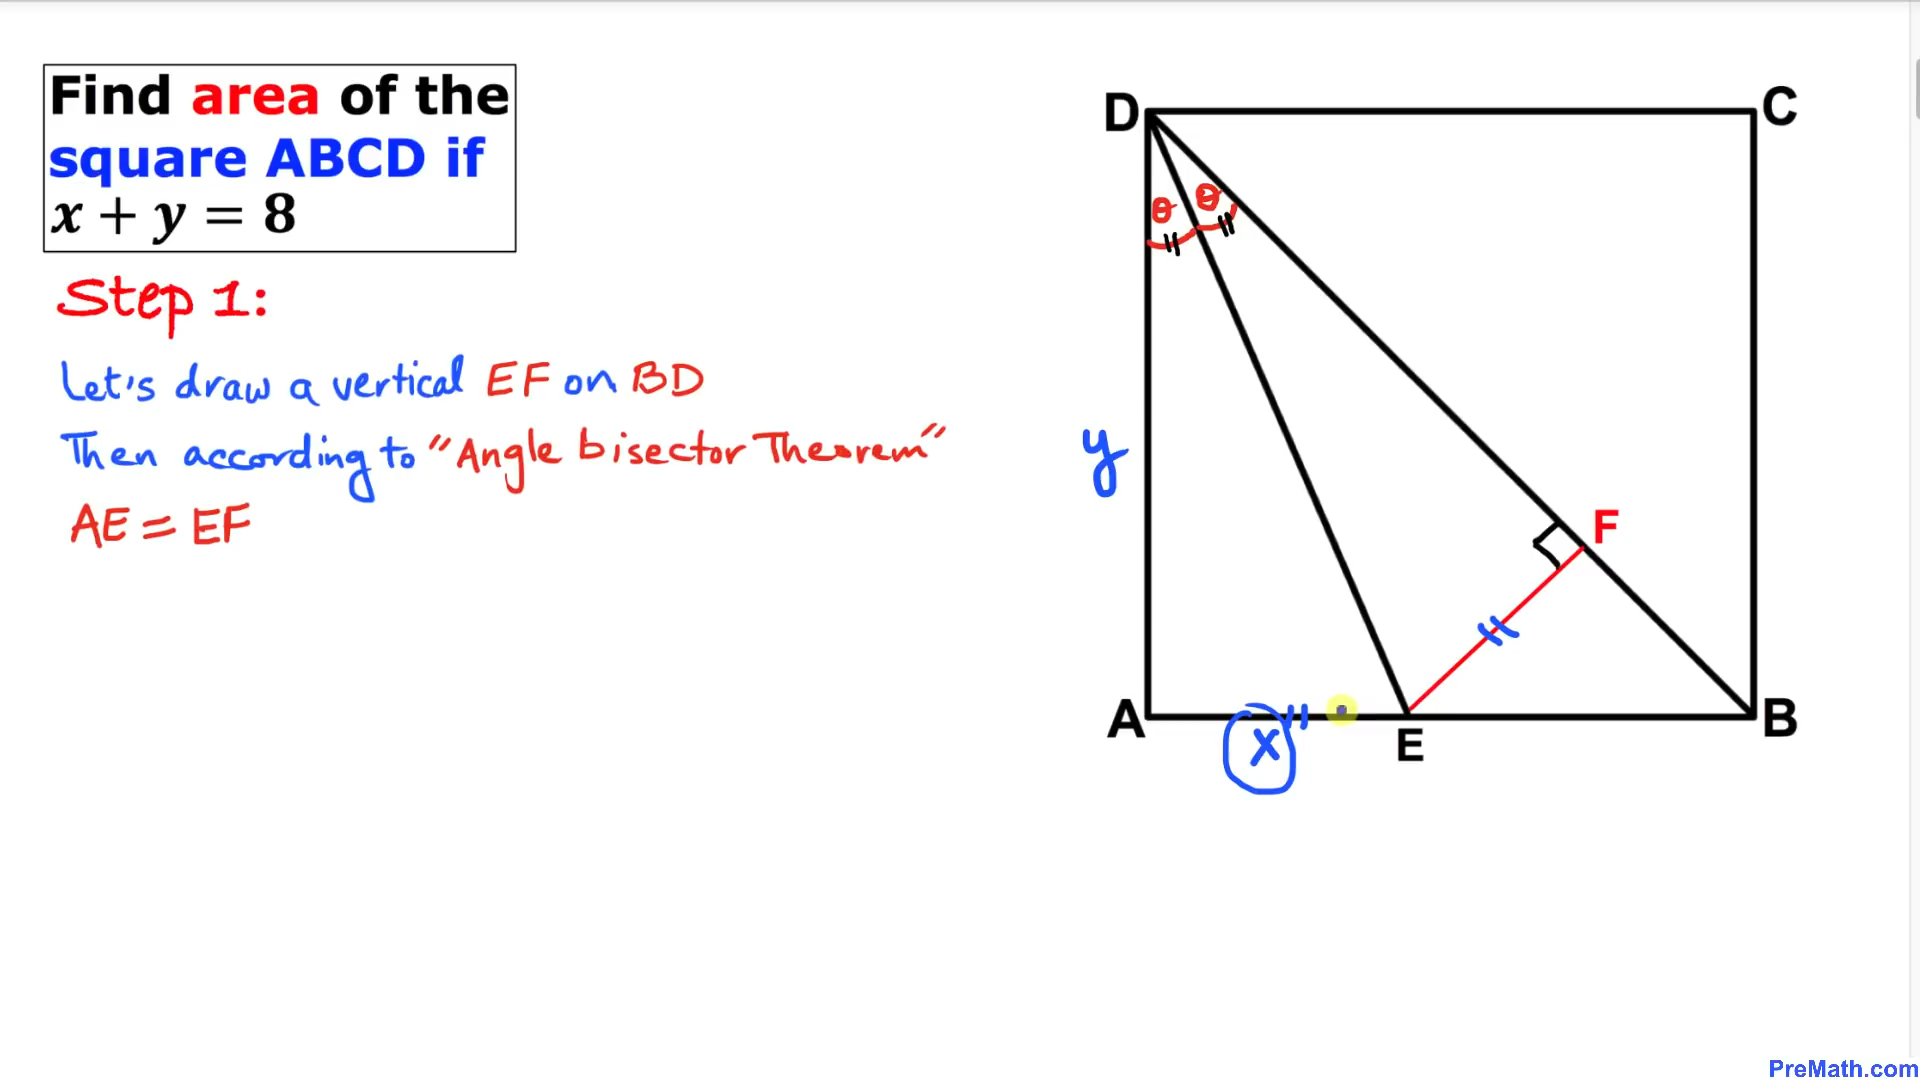 Find area of the
square ABCD if
x + y = 8
Step 1:
Let's draw a vertical EF on BD
Then according to "Angle bisector Theorem"
AE = EF
D
C
θ θ
y
F
A
x
E
B
PreMath.com